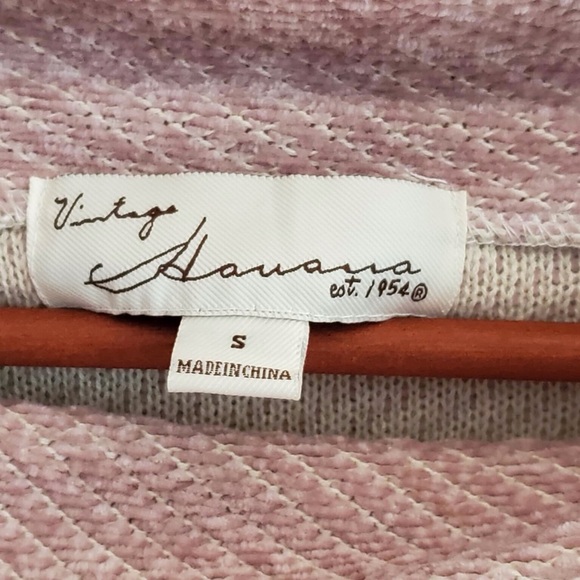 Vintage
Havana
est. 1954®
S
MADEINCHINA